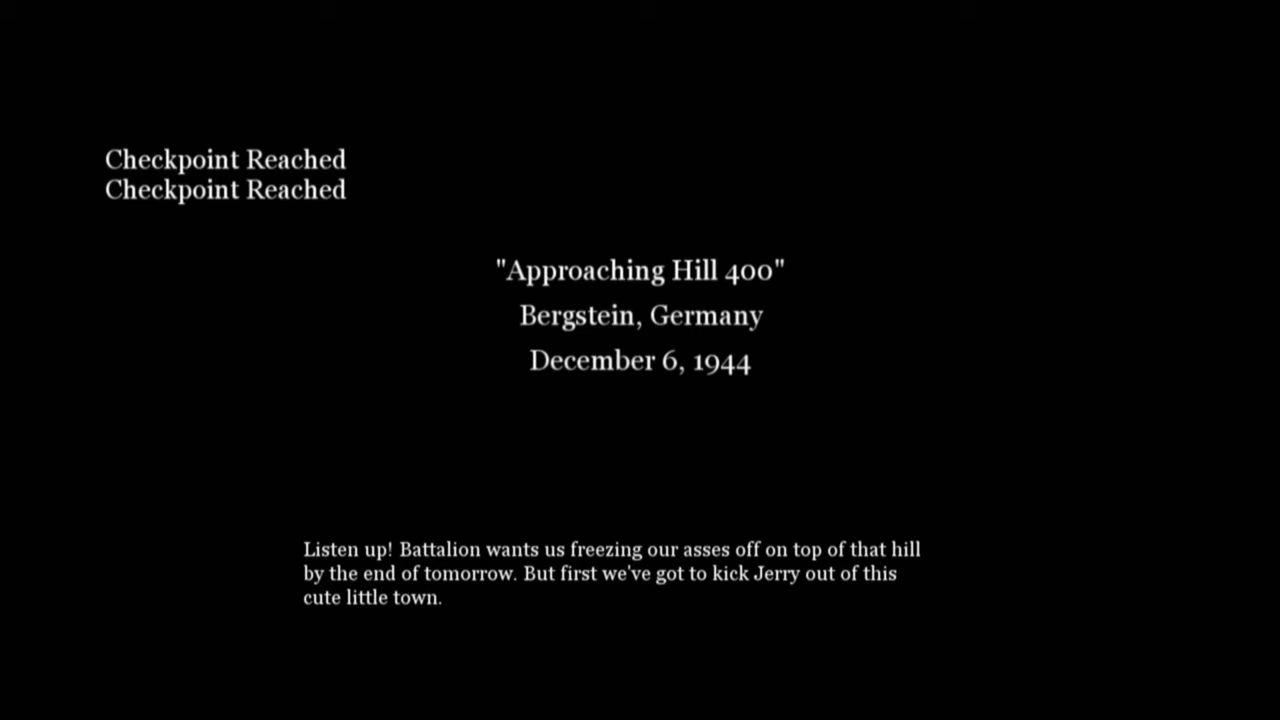 Checkpoint Reached
Checkpoint Reached
"Approaching Hill 400"
Bergstein, Germany
December 6, 1944
Listen up! Battalion wants us freezing our asses off on top of that hill
by the end of tomorrow. But first we've got to kick Jerry out of this
cute little town.